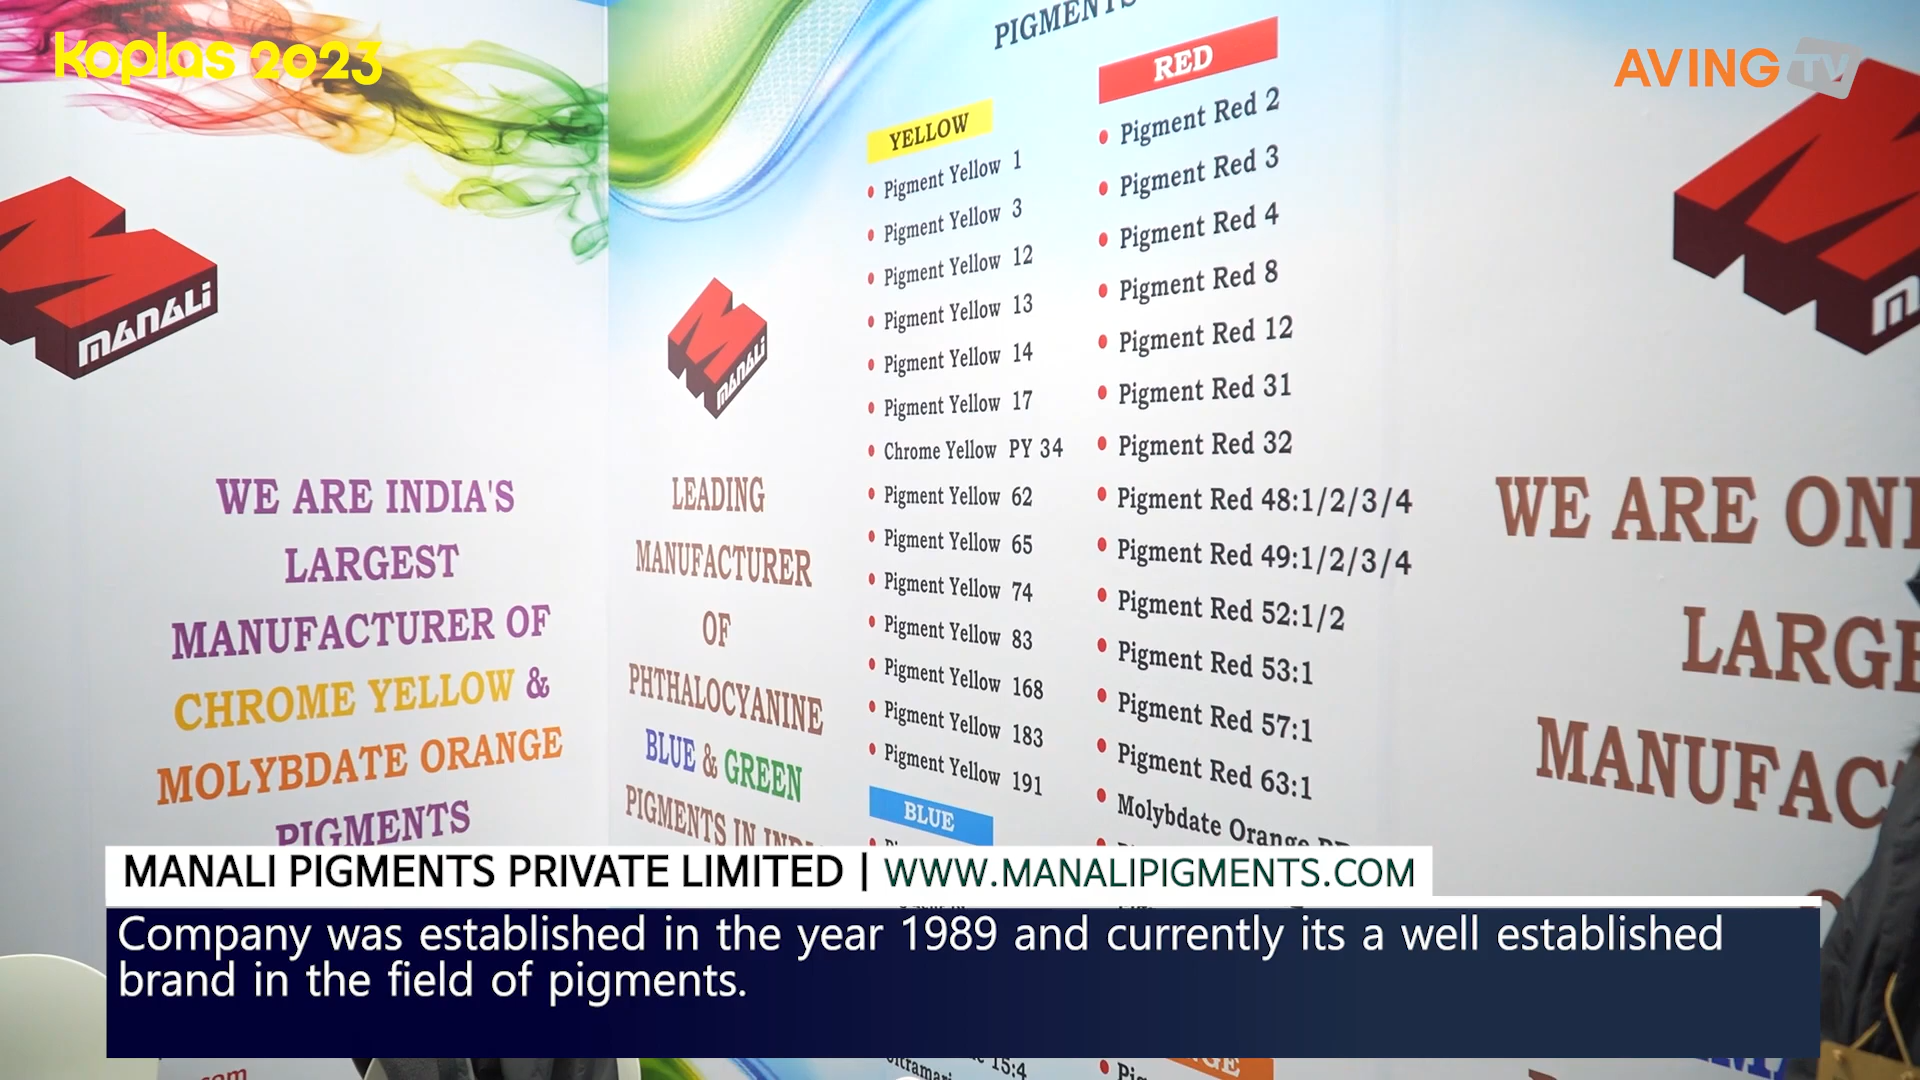 koplas 2023
AVING TV
MANALI
WE ARE INDIA'S
LARGEST
MANUFACTURER OF
CHROME YELLOW &
MOLYBDATE ORANGE
PIGMENTS
MANALI
LEADING
MANUFACTURER
OF
PHTHALOCYANINE
BLUE & GREEN
PIGMENTS IN
PIGMENTS
YELLOW
Pigment Yellow 1
Pigment Yellow 3
Pigment Yellow 12
Pigment Yellow 13
Pigment Yellow 14
Pigment Yellow 17
Chrome Yellow PY 34
Pigment Yellow 62
Pigment Yellow 65
Pigment Yellow 74
Pigment Yellow 83
Pigment Yellow 168
Pigment Yellow 183
Pigment Yellow 191
BLUE
15:4
RED
Pigment Red 2
Pigment Red 3
Pigment Red 4
Pigment Red 8
Pigment Red 12
Pigment Red 31
Pigment Red 32
Pigment Red 48:1/2/3/4
Pigment Red 49:1/2/3/4
Pigment Red 52:1/2
Pigment Red 53:1
Pigment Red 57:1
Pigment Red 63:1
Molybdate Orange
WE ARE
MANALI PIGMENTS PRIVATE LIMITED | WWW.MANALIPIGMENTS.COM
Company was established in the year 1989 and currently its a well established
brand in the field of pigments.